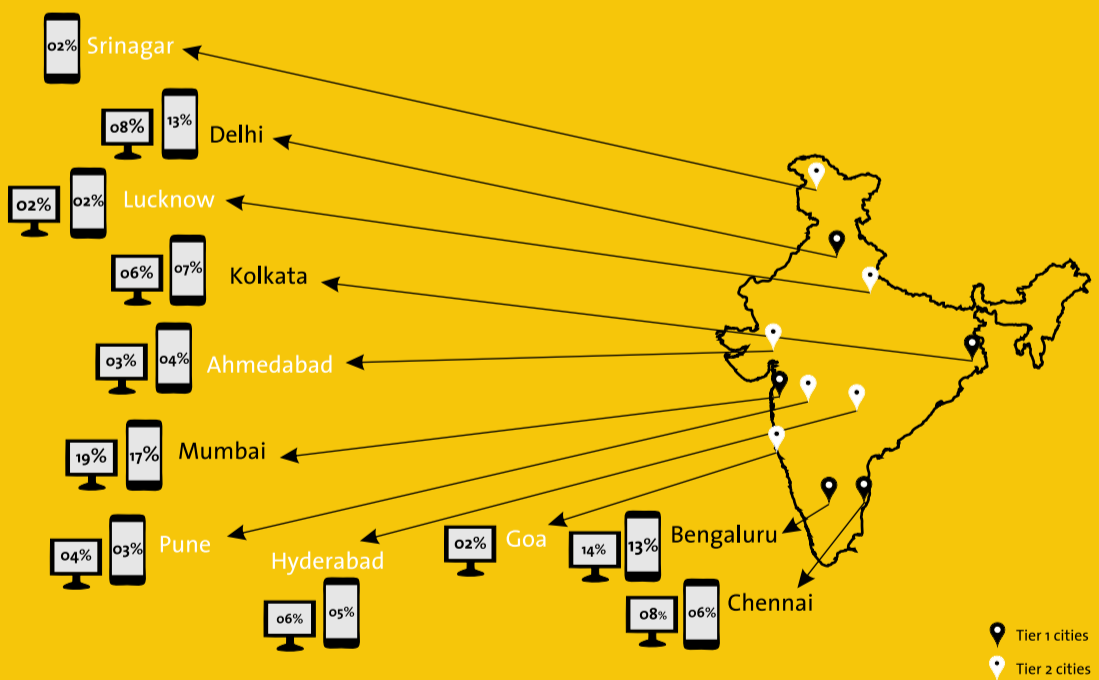 02% Srinagar
08% 13% Delhi
02% 02% Lucknow
06% 07% Kolkata
03% 04% Ahmedabad
19% 17% Mumbai
04% 03% Pune
Hyderabad
06% 05%
02% Goa
14% 13% Bengaluru
08% 06% Chennai
Tier 1 cities
Tier 2 cities